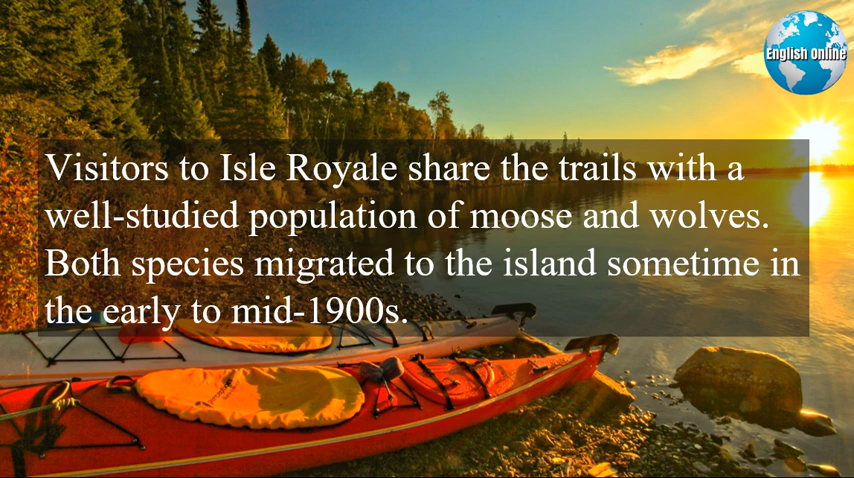 English Online
Visitors to Isle Royale share the trails with a
well-studied population of moose and wolves.
Both species migrated to the island sometime in
the early to mid-1900s.